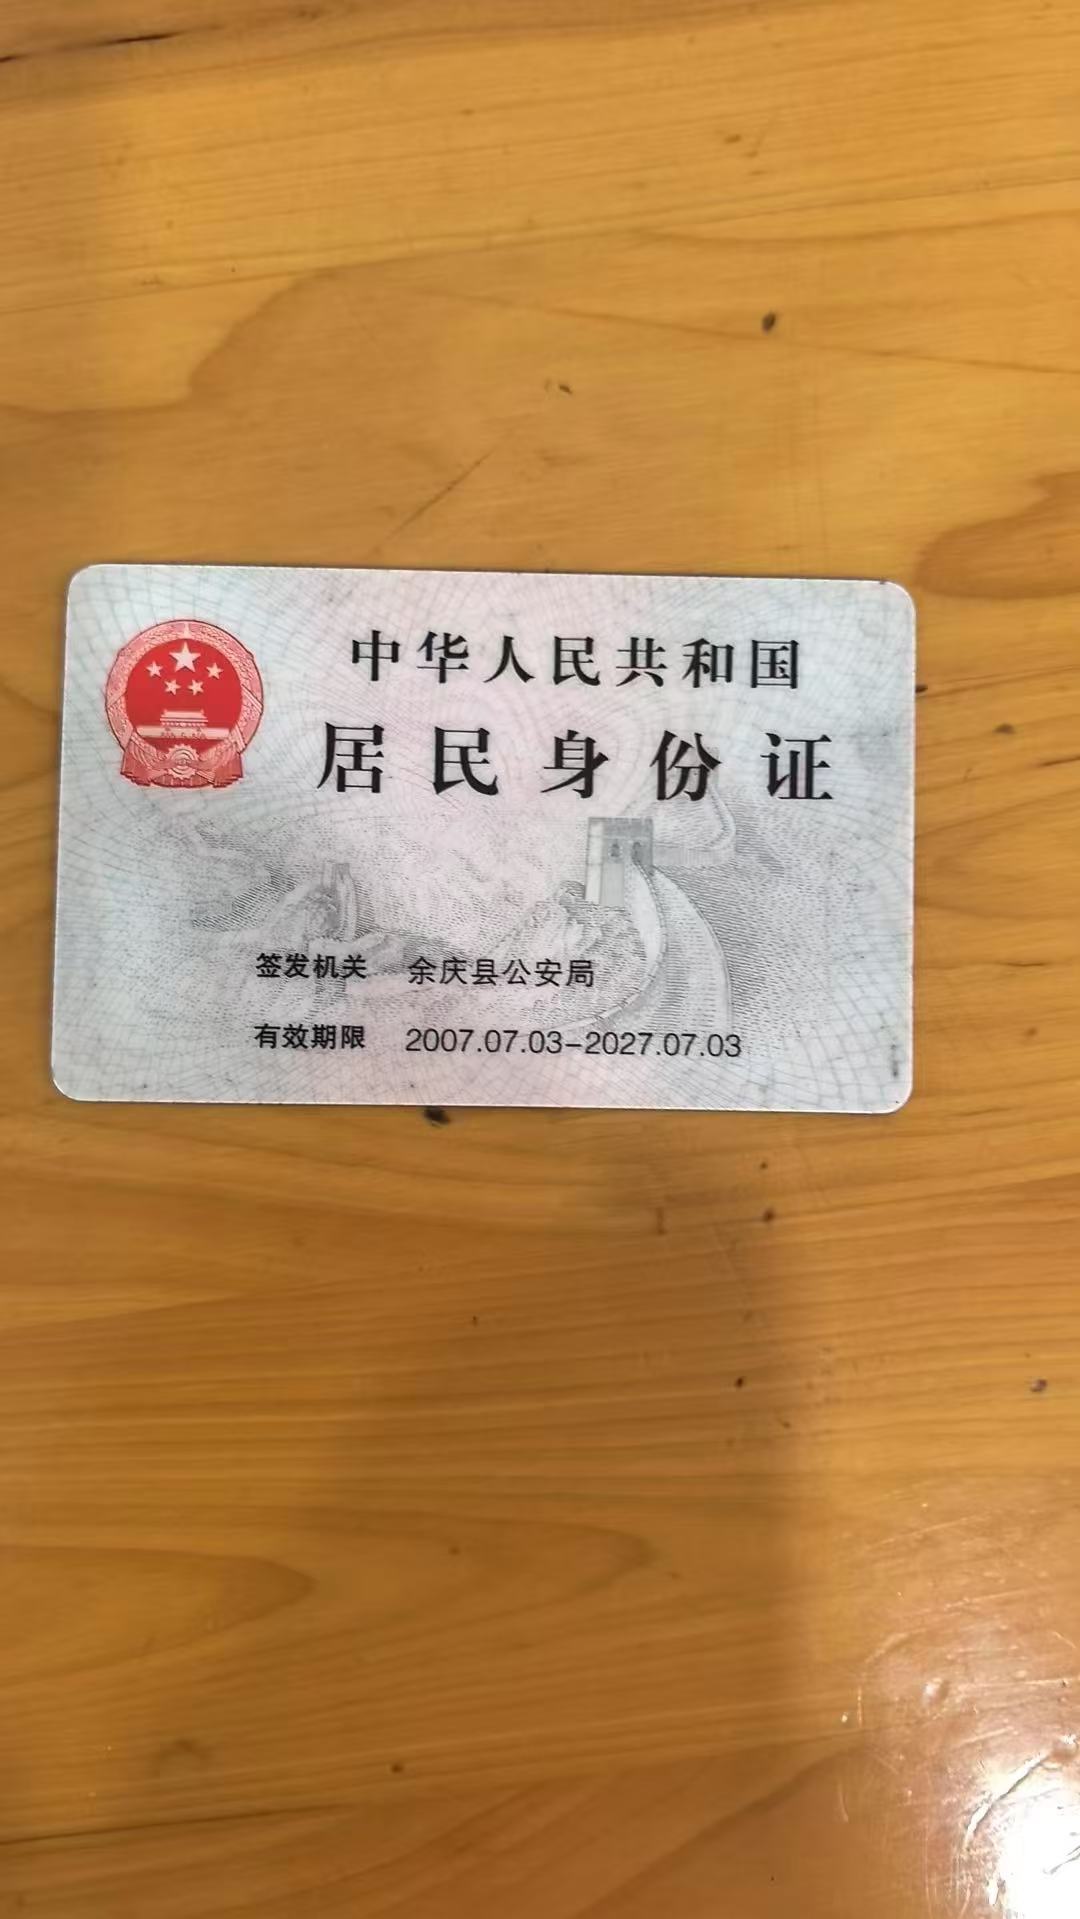 中华人民共和国
居民身份证
签发机关 余庆县公安局
有效期限 2007.07.03-2027.07.03